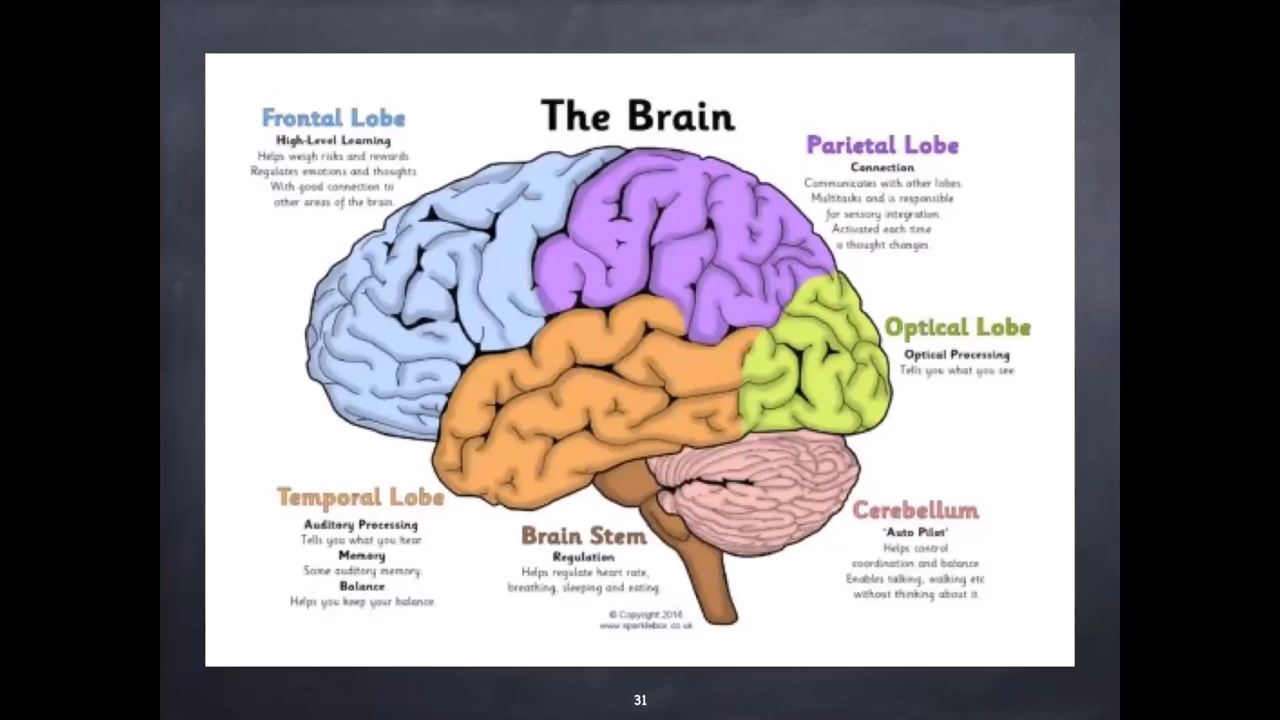 The Brain
Frontal Lobe
High-Level Learning
Helps weigh risks and rewards.
Regulates emotions and thoughts
With good connection to
other areas of the brain.
Parietal Lobe
Connection
Communicates with other lobes.
Multitasks and is responsible
for sensory integration.
Activated each time
a thought changes.
Optical Lobe
Optical Processing
Tells you what you see
Temporal Lobe
Auditory Processing
Tells you what you hear.
Memory
Some auditory memory.
Balance
Helps you keep your balance.
Brain Stem
Regulation
Helps regulate heart rate,
breathing, sleeping and eating.
© Copyright 2016
www.sparklebox.co.uk
Cerebellum
'Auto Pilot'
Helps control
coordination and balance
Enables talking, walking etc
without thinking about it.
31